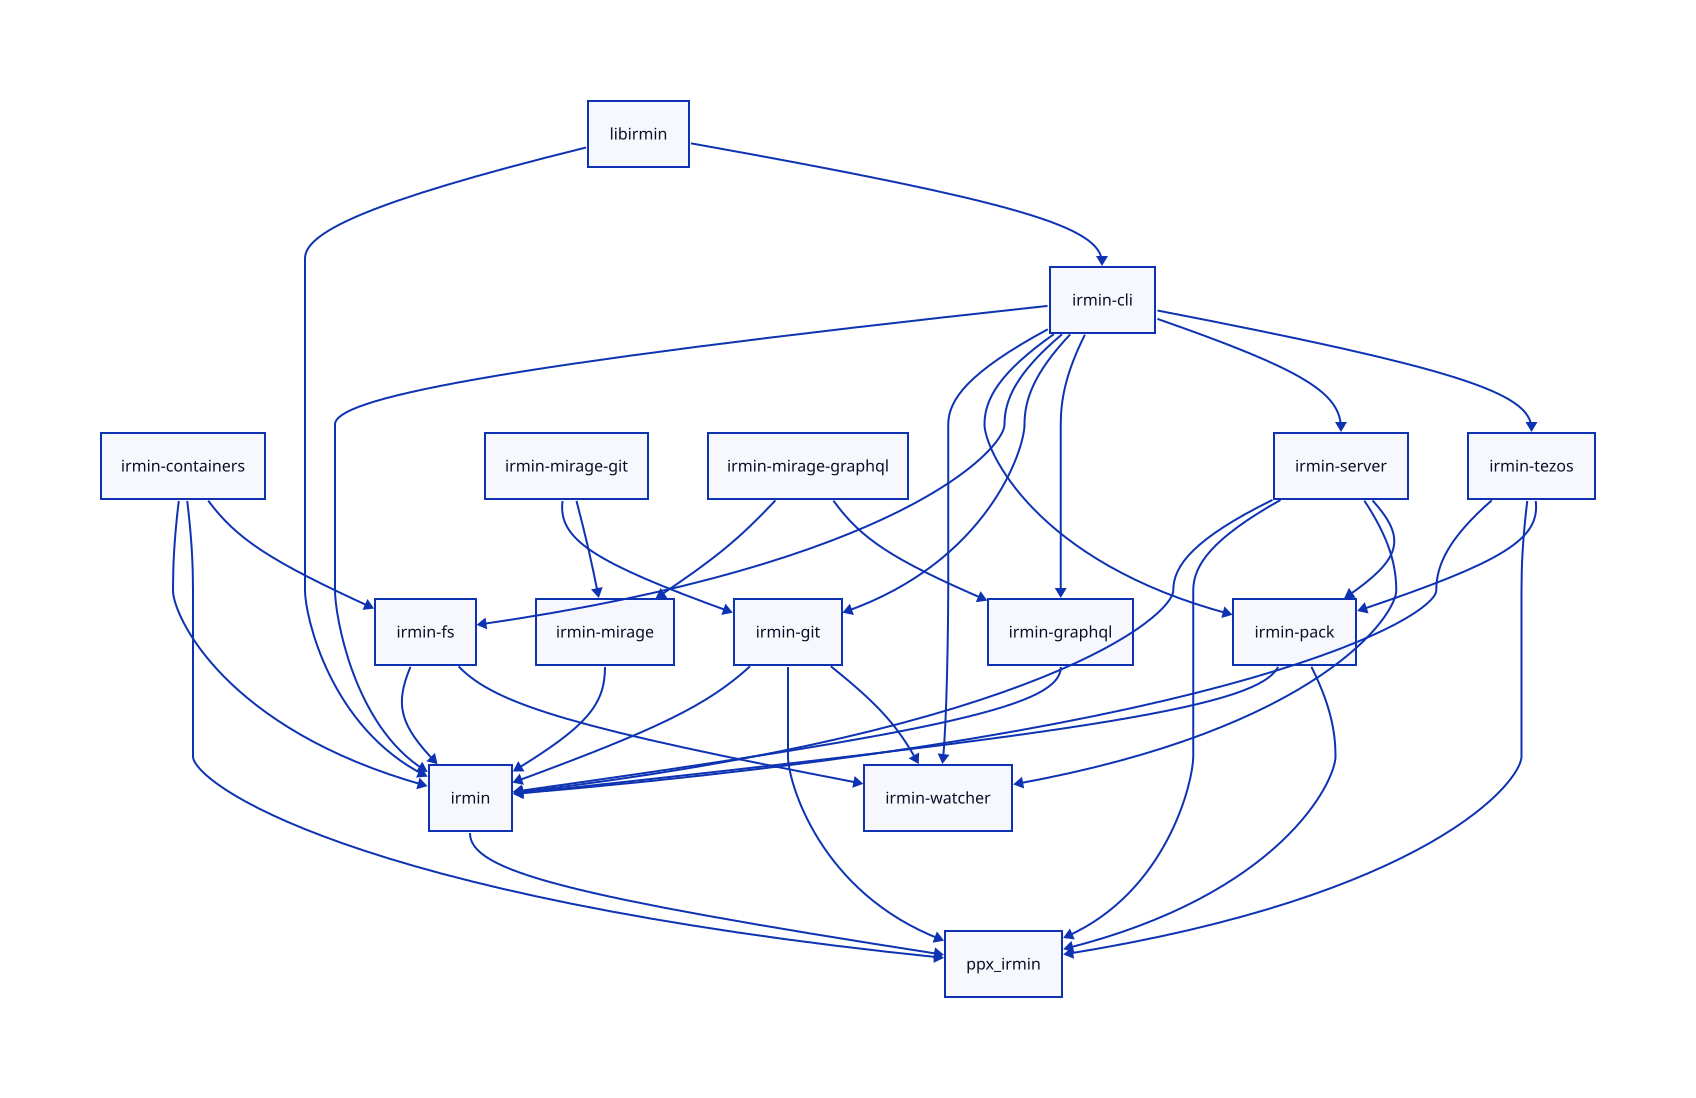 libirmin
irmin-cli
irmin-containers
irmin-mirage-git
irmin-mirage-graphql
irmin-server
irmin-tezos
irmin-fs
irmin-mirage
irmin-git
irmin-graphql
irmin-pack
irmin
irmin-watcher
ppx_irmin